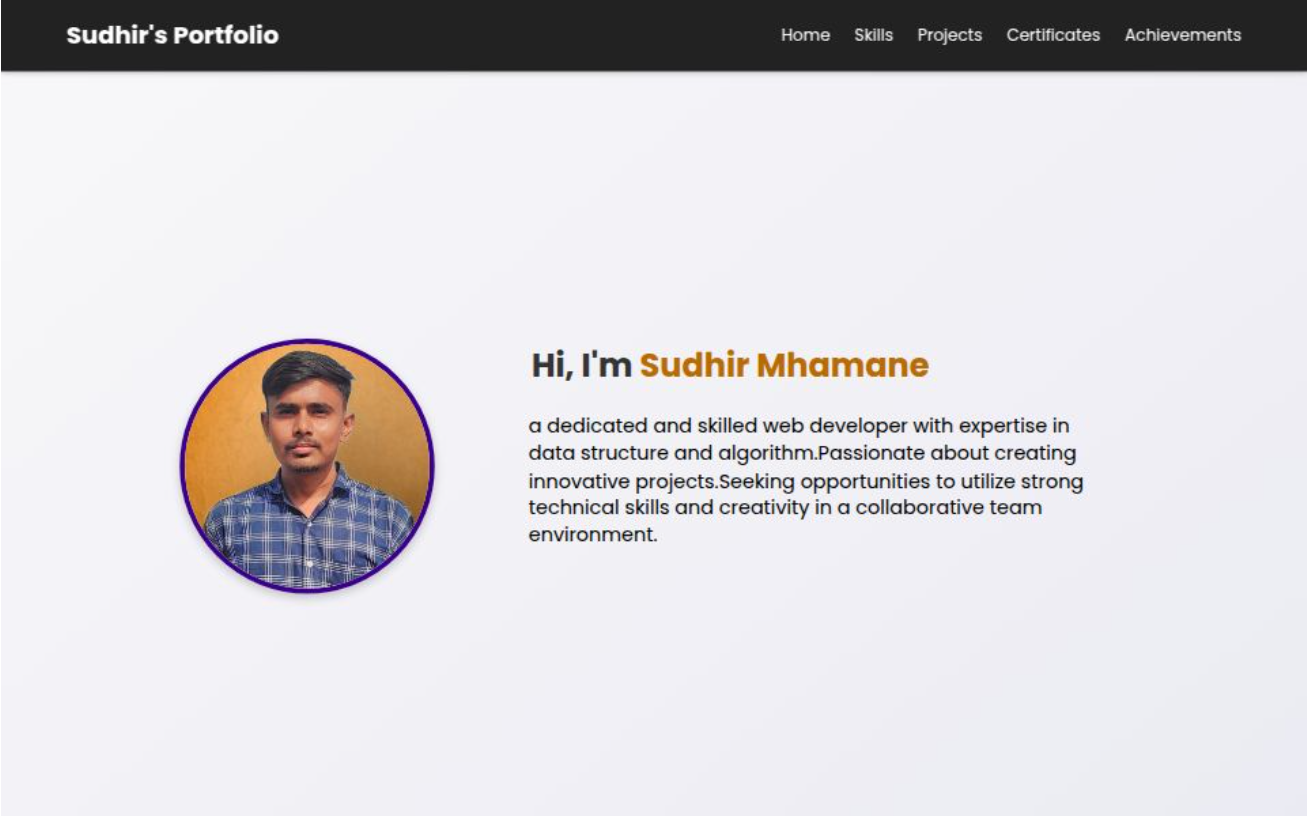 Sudhir's Portfolio
Home Skills Projects Certificates Achievements
Hi, I'm Sudhir Mhamane
a dedicated and skilled web developer with expertise in
data structure and algorithm.Passionate about creating
innovative projects.Seeking opportunities to utilize strong
technical skills and creativity in a collaborative team
environment.